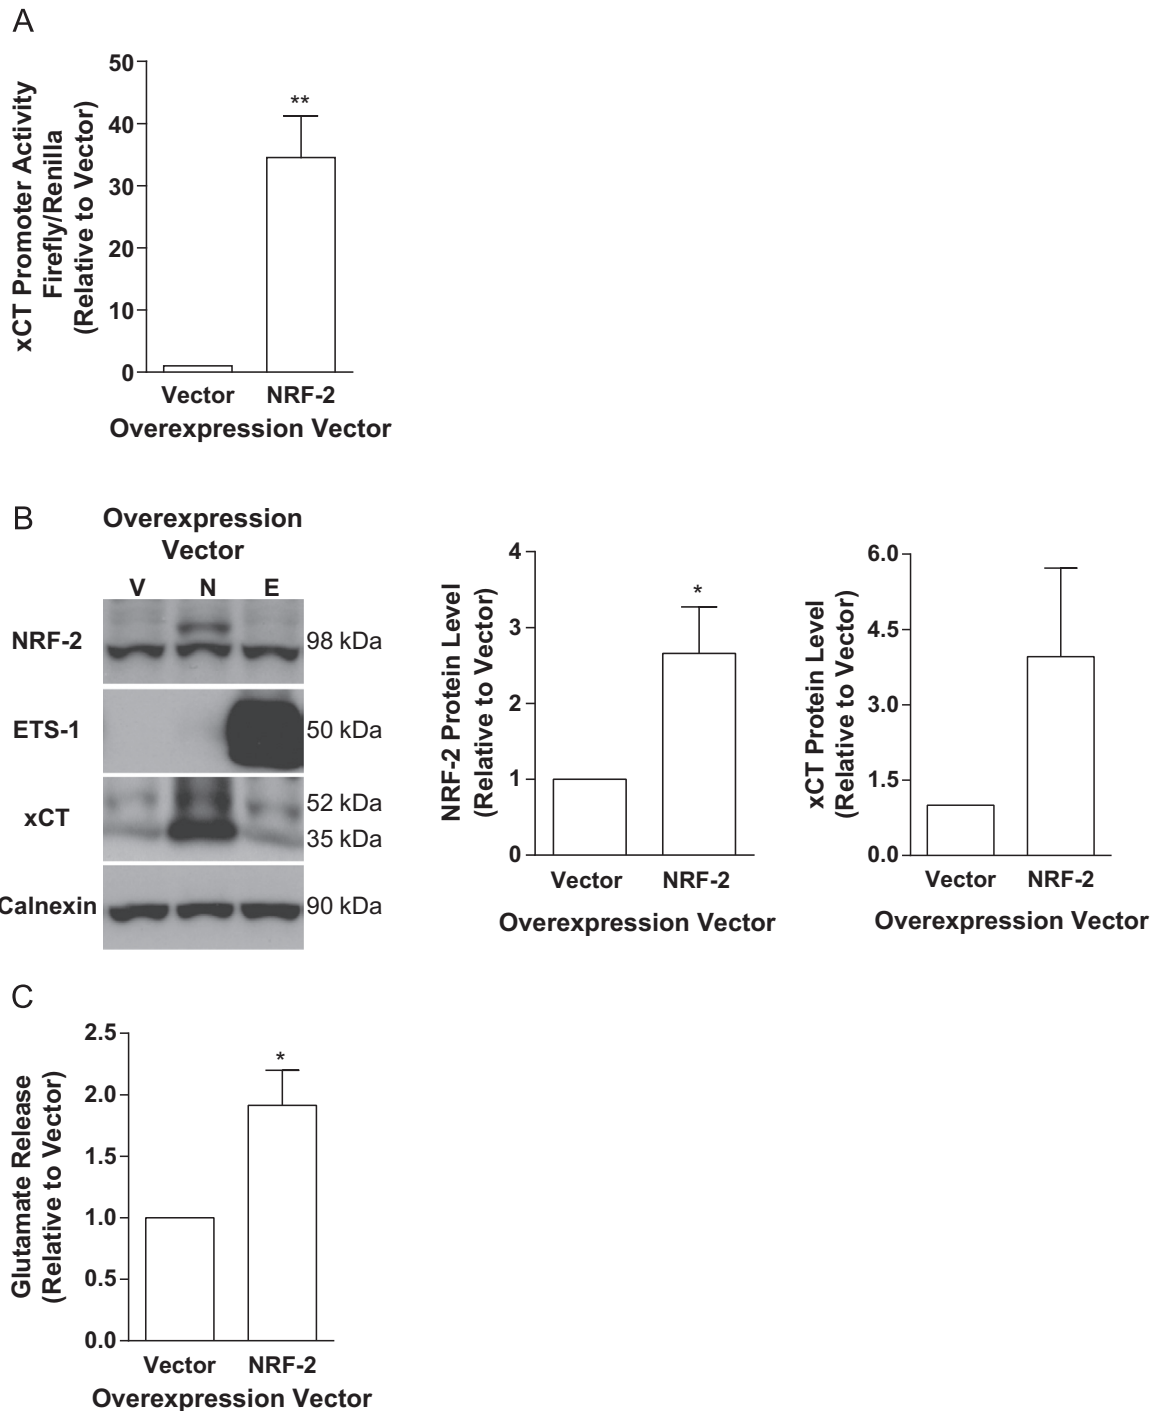 A
xCT Promoter Activity
Firefly/Renilla
(Relative to Vector)
50
40
30
20
10
0
**
Vector NRF-2
Overexpression Vector
B
Overexpression
Vector
V N E
NRF-2 98 kDa
ETS-1 50 kDa
xCT 52 kDa
35 kDa
Calnexin 90 kDa
NRF-2 Protein Level
(Relative to Vector)
4
3
2
1
0
*
Vector NRF-2
Overexpression Vector
xCT Protein Level
(Relative to Vector)
6.0
4.5
3.0
1.5
0.0
Vector NRF-2
Overexpression Vector
C
Glutamate Release
(Relative to Vector)
2.5
2.0
1.5
1.0
0.5
0.0
*
Vector NRF-2
Overexpression Vector